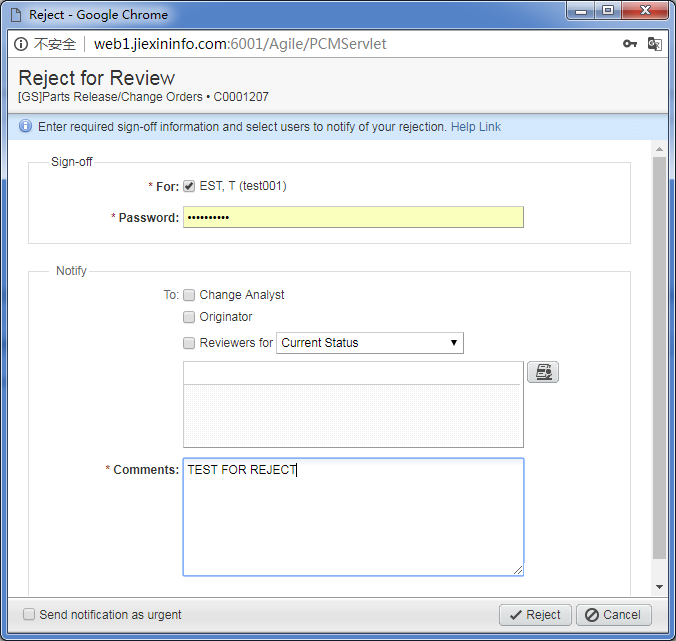 Reject - Google Chrome
不安全 web1.jiexininfo.com:6001/Agile/PCMServlet
Reject for Review
[GS]Parts Release/Change Orders • C0001207
Enter required sign-off information and select users to notify of your rejection. Help Link
Sign-off
* For: EST, T (test001)
* Password: ••••••••••
Notify
To: Change Analyst
Originator
Reviewers for Current Status
* Comments: TEST FOR REJECT
Send notification as urgent Reject Cancel